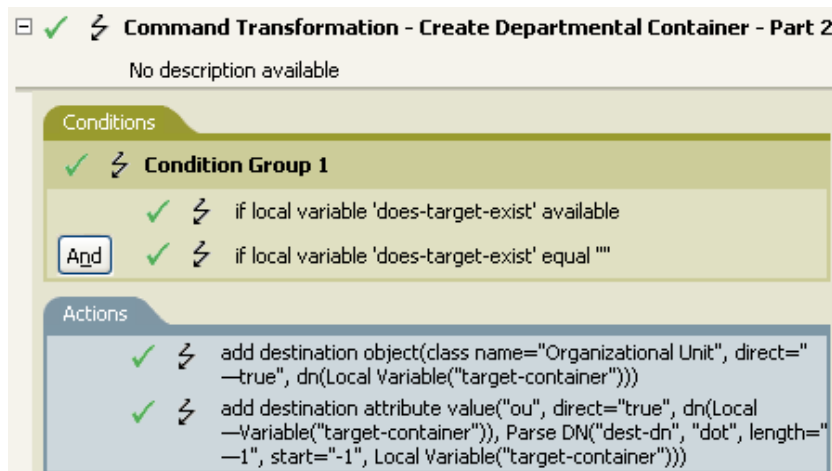 Command Transformation - Create Departmental Container - Part 2
No description available
Conditions
Condition Group 1
if local variable 'does-target-exist' available
And
if local variable 'does-target-exist' equal ""
Actions
add destination object(class name="Organizational Unit", direct="
—true", dn(Local Variable("target-container")))
add destination attribute value("ou", direct="true", dn(Local
—Variable("target-container")), Parse DN("dest-dn", "dot", length="
—1", start="-1", Local Variable("target-container")))